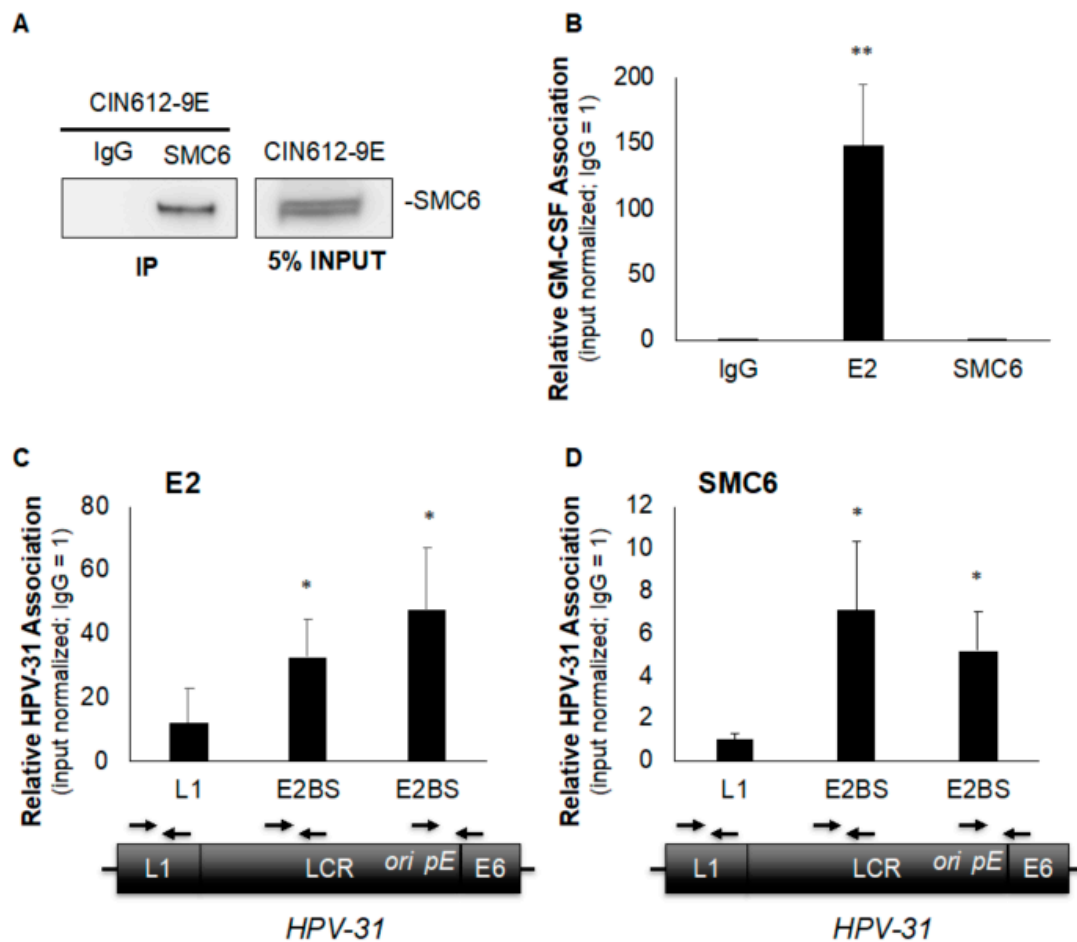 A
CIN612-9E
IgG SMC6
CIN612-9E
-SMC6
IP
5% INPUT
B
Relative GM-CSF Association
(input normalized; IgG = 1)
**
200
150
100
50
0
IgG E2 SMC6
C
E2
Relative HPV-31 Association
(input normalized; IgG = 1)
80
60
40
20
0
*
*
L1 E2BS E2BS
L1 LCR ori pE E6
HPV-31
D
SMC6
Relative HPV-31 Association
(input normalized; IgG = 1)
12
10
8
6
4
2
0
*
*
L1 E2BS E2BS
L1 LCR ori pE E6
HPV-31